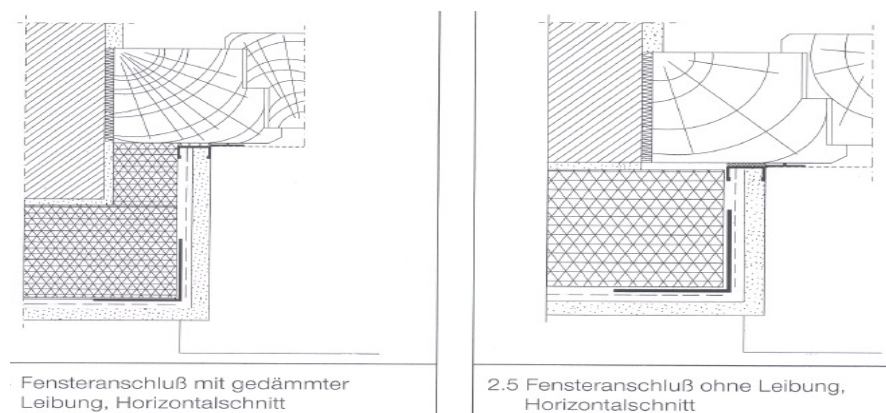 Fensteranschluß mit gedämmter
Leibung, Horizontalschnitt
2.5 Fensteranschluß ohne Leibung,
Horizontalschnitt